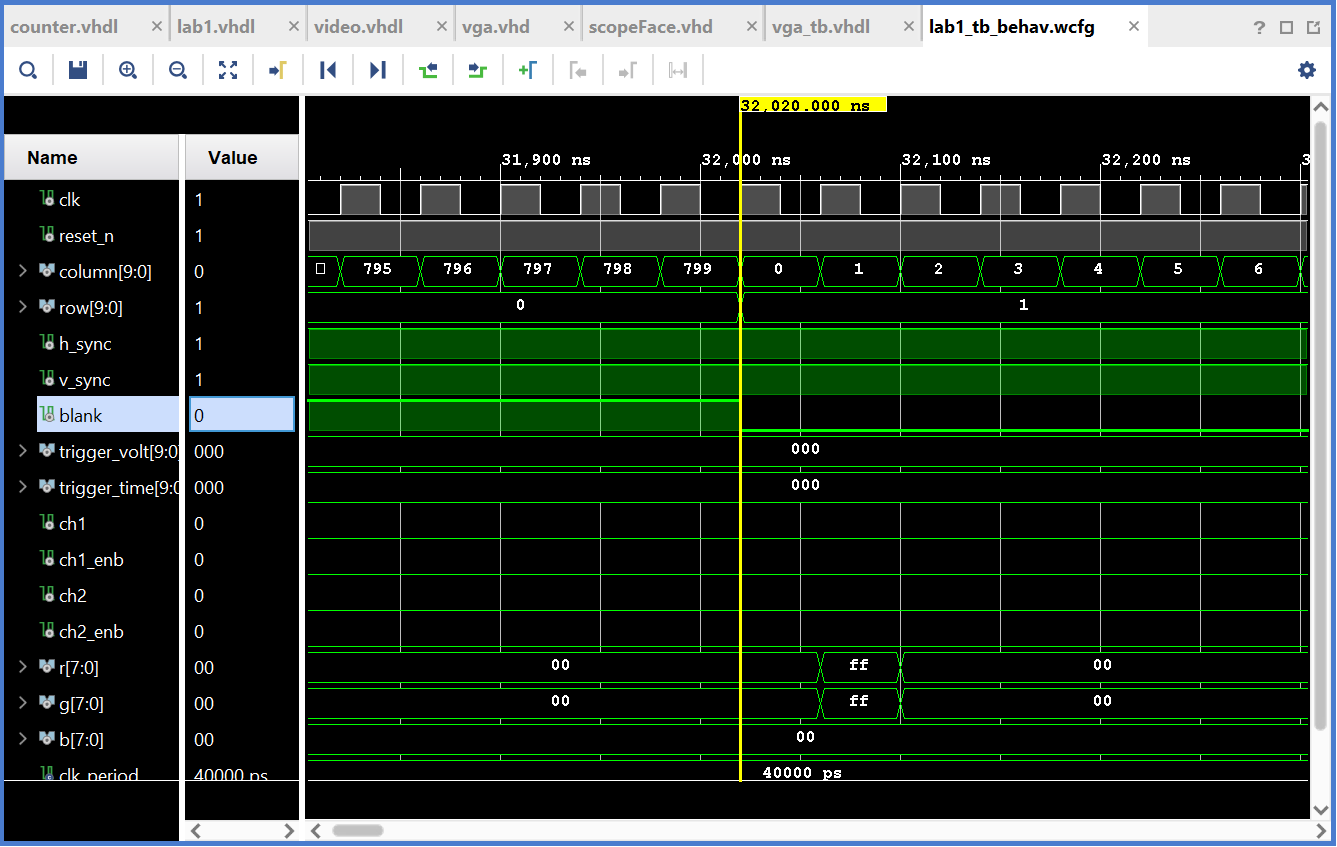 counter.vhdl lab1.vhdl video.vhdl vga.vhd scopeFace.vhd vga_tb.vhdl lab1_tb_behav.wcfg
32,020.000 ns
Name Value
31,900 ns 32,000 ns 32,100 ns 32,200 ns 3
clk 1
reset_n 1
column[9:0] 0 795 796 797 798 799 0 1 2 3 4 5 6
row[9:0] 1 0 1
h_sync 1
v_sync 1
blank 0
trigger_volt[9:0] 000 000
trigger_time[9:0 000 000
ch1 0
ch1_enb 0
ch2 0
ch2_enb 0
r[7:0] 00 00 ff 00
g[7:0] 00 00 ff 00
b[7:0] 00 00
clk_period 40000 ps 40000 ps